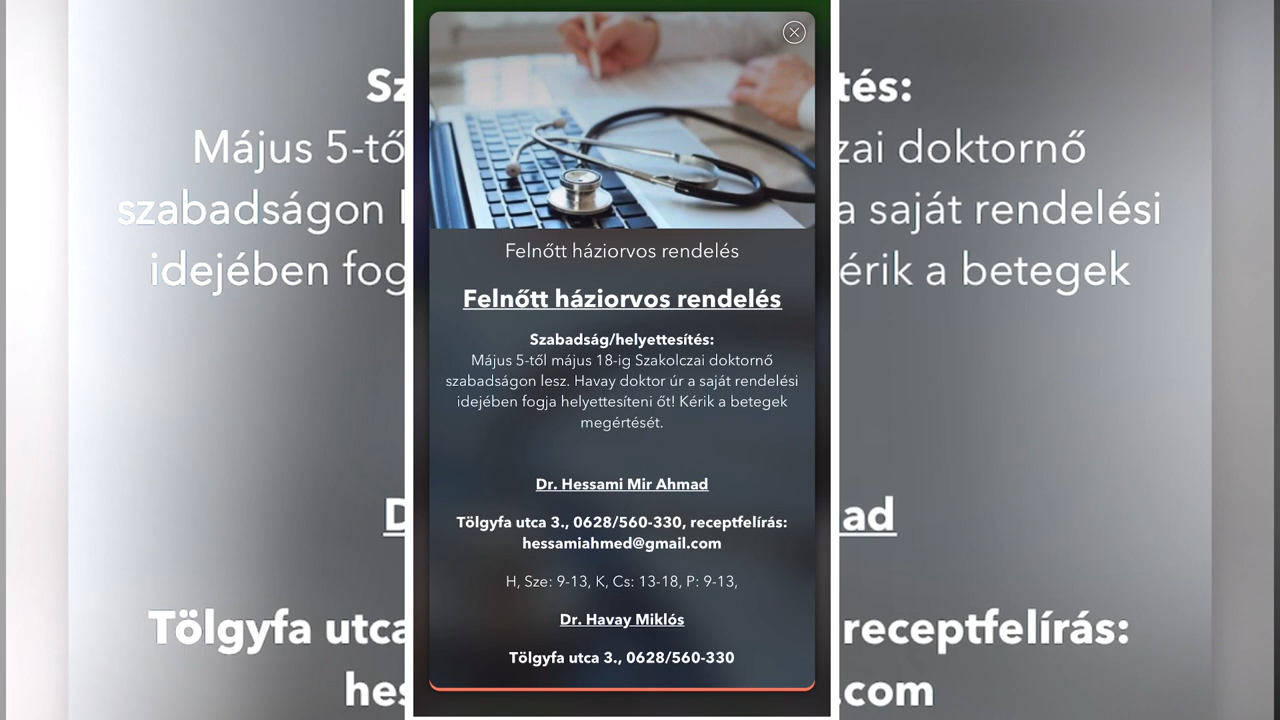 Felnőtt háziorvos rendelés
Felnőtt háziorvos rendelés
Szabadság/helyettesítés:
Május 5-től május 18-ig Szakolczai doktornő
szabadságon lesz. Havay doktor úr a saját rendelési
idejében fogja helyettesíteni őt! Kérik a betegek
megértését.
Dr. Hessami Mir Ahmad
Tölgyfa utca 3., 0628/560-330, receptfelírás:
hessamiahmed@gmail.com
H, Sze: 9-13, K, Cs: 13-18, P: 9-13,
Dr. Havay Miklós
Tölgyfa utca 3., 0628/560-330